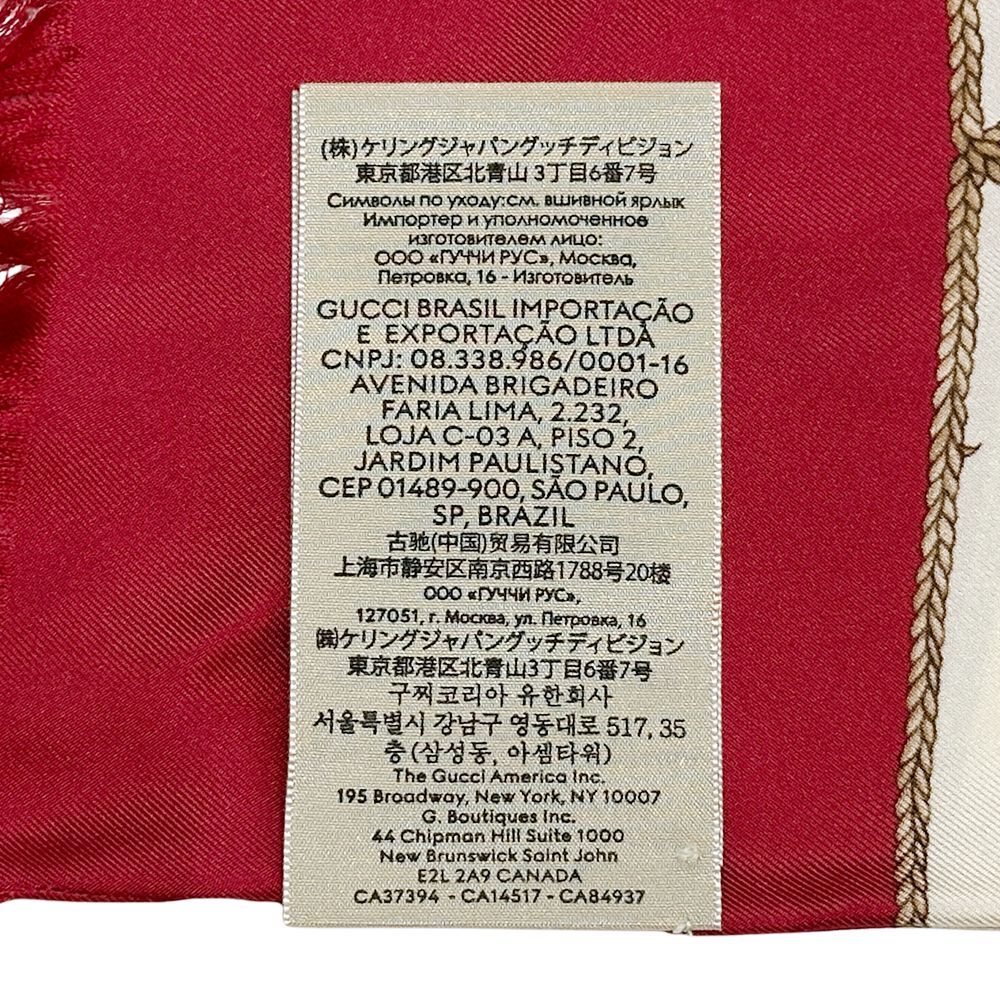 (株)ケリングジャパングッチディビジョン
東京都港区北青山 3丁目6番7号
Символы по уходу:см. вшивной ярлык
Импортер и уполномоченное
изготовителем лицо:
ООО «ГУЧЧИ РУС», Москва,
Петровка, 16 - Изготовитель
GUCCI BRASIL IMPORTAÇÃO
E EXPORTAÇÃO LTDA
CNPJ: 08.338.986/0001-16
AVENIDA BRIGADEIRO
FARIA LIMA, 2.232,
LOJA C-03 A, PISO 2,
JARDIM PAULISTANO,
CEP 01489-900, SÃO PAULO,
SP, BRAZIL
古驰(中国)贸易有限公司
上海市静安区南京西路1788号20楼
ООО «ГУЧЧИ РУС»,
127051, г. Москва, ул. Петровка, 16
㈱ケリングジャパングッチディビジョン
東京都港区北青山3丁目6番7号
구찌코리아 유한회사
서울특별시 강남구 영동대로 517, 35
층 (삼성동, 아셈타워)
The Gucci America Inc.
195 Broadway, New York, NY 10007
G. Boutiques Inc.
44 Chipman Hill Suite 1000
New Brunswick Saint John
E2L 2A9 CANADA
CA37394 - CA14517 - CA84937